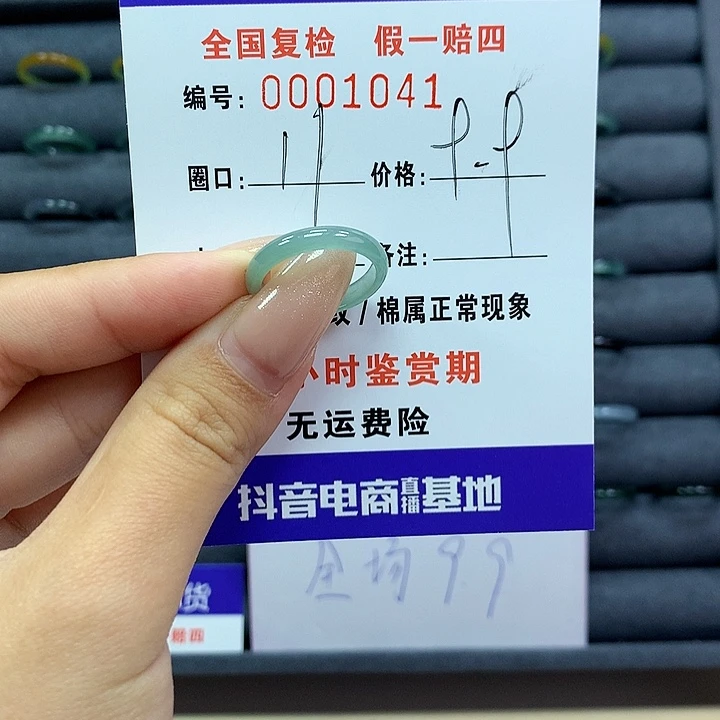 全国复检 假一赔四
编号: 0001041
圈口: 价格: 9-9
备注:
/棉属正常现象
小时鉴赏期
无运费险
抖音电商直播基地
全场99
货